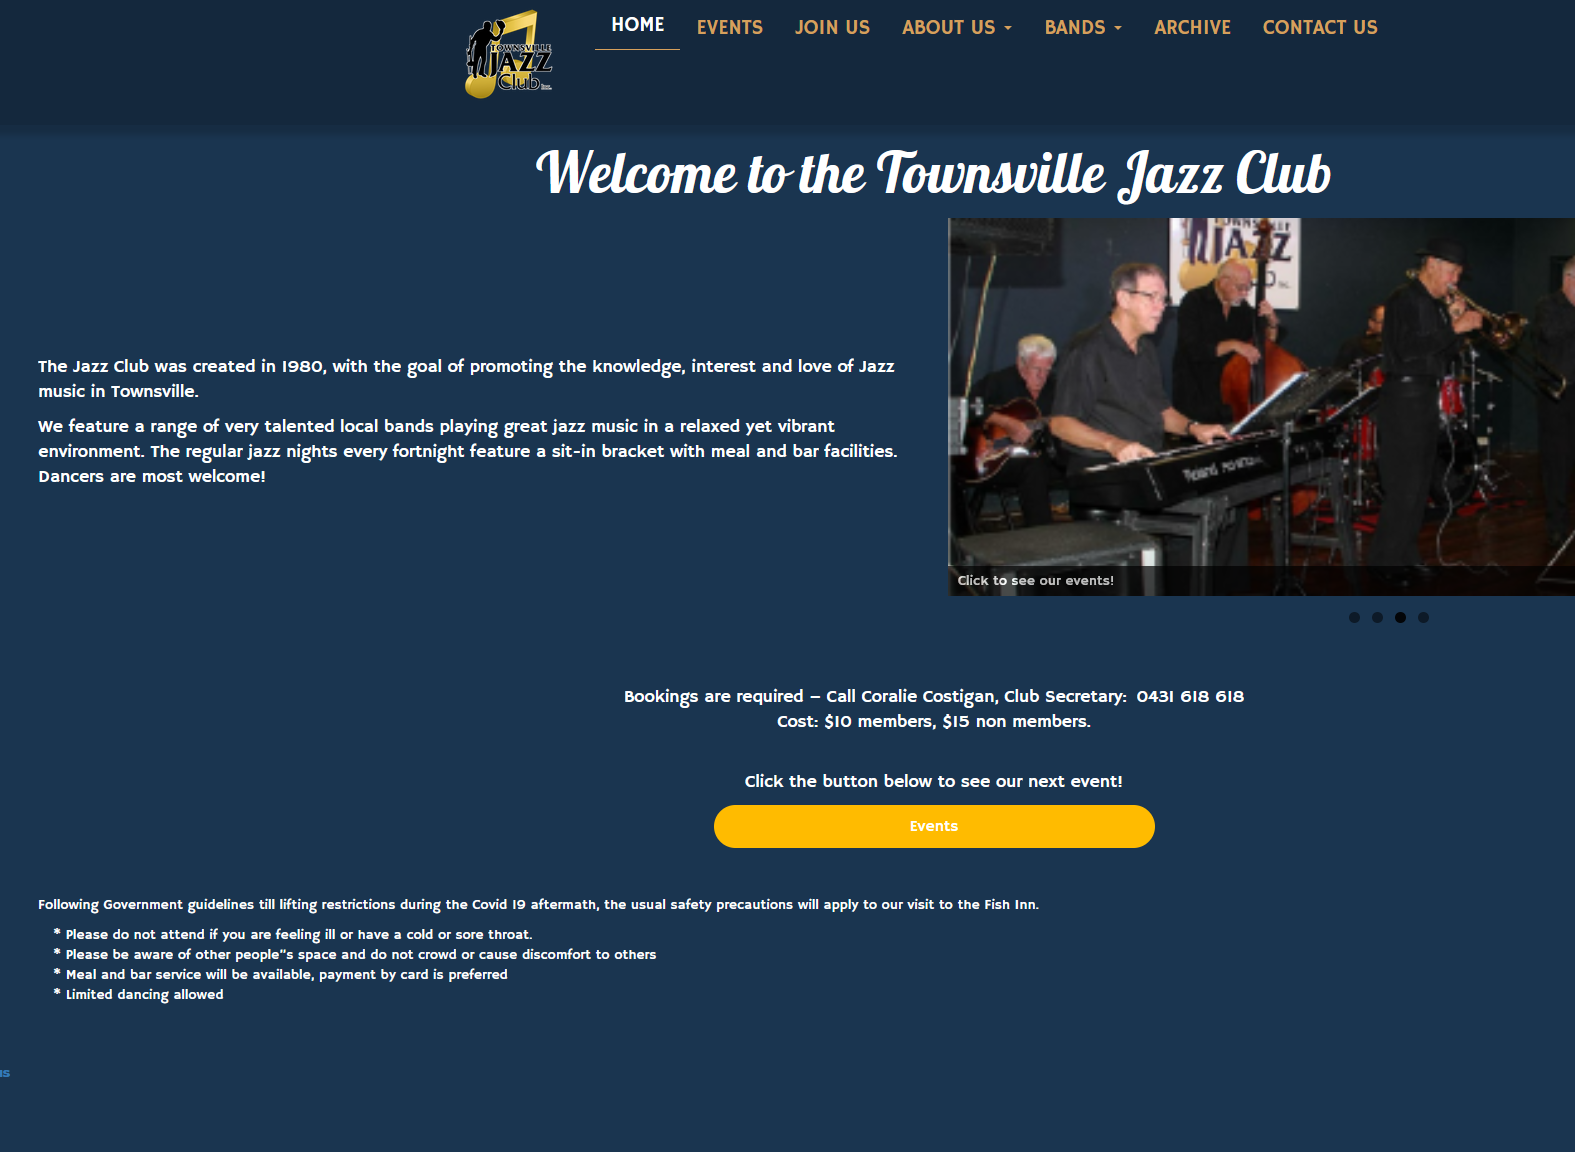 TOWNSVILLE
JAZZ
Club Inc.
HOME
EVENTS
JOIN US
ABOUT US
BANDS
ARCHIVE
CONTACT US
Welcome to the Townsville Jazz Club
JAZZ
The Jazz Club was created in 1980, with the goal of promoting the knowledge, interest and love of Jazz
music in Townsville.
We feature a range of very talented local bands playing great jazz music in a relaxed yet vibrant
environment. The regular jazz nights every fortnight feature a sit-in bracket with meal and bar facilities.
Dancers are most welcome!
Roland
Click to see our events!
Bookings are required – Call Coralie Costigan, Club Secretary: 0431 618 618
Cost: $10 members, $15 non members.
Click the button below to see our next event!
Events
Following Government guidelines till lifting restrictions during the Covid 19 aftermath, the usual safety precautions will apply to our visit to the Fish Inn.
* Please do not attend if you are feeling ill or have a cold or sore throat.
* Please be aware of other people"s space and do not crowd or cause discomfort to others
* Meal and bar service will be available, payment by card is preferred
* Limited dancing allowed